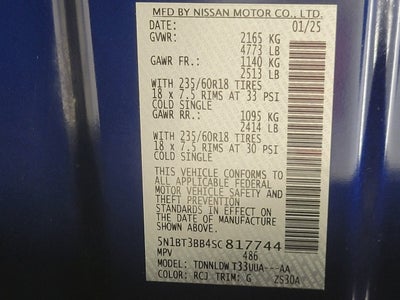 MFD BY NISSAN MOTOR CO., LTD.
DATE: 01/25
GVWR: 2165 KG
4773 LB
GAWR FR.: 1140 KG
2513 LB
WITH 235/60R18 TIRES
18 x 7.5 RIMS AT 33 PSI
COLD SINGLE
GAWR RR.: 1095 KG
2414 LB
WITH 235/60R18 TIRES
18 x 7.5 RIMS AT 30 PSI
COLD SINGLE
THIS VEHICLE CONFORMS TO
ALL APPLICABLE FEDERAL
MOTOR VEHICLE SAFETY AND
THEFT PREVENTION
STANDARDS IN EFFECT ON
THE DATE OF MANUFACTURE
SHOWN ABOVE.
5N1BT3BB4SC817744
MPV 486
MODEL: TDNNLDWT33UUA---AA
COLOR: RCJ TRIM: G ZS30A